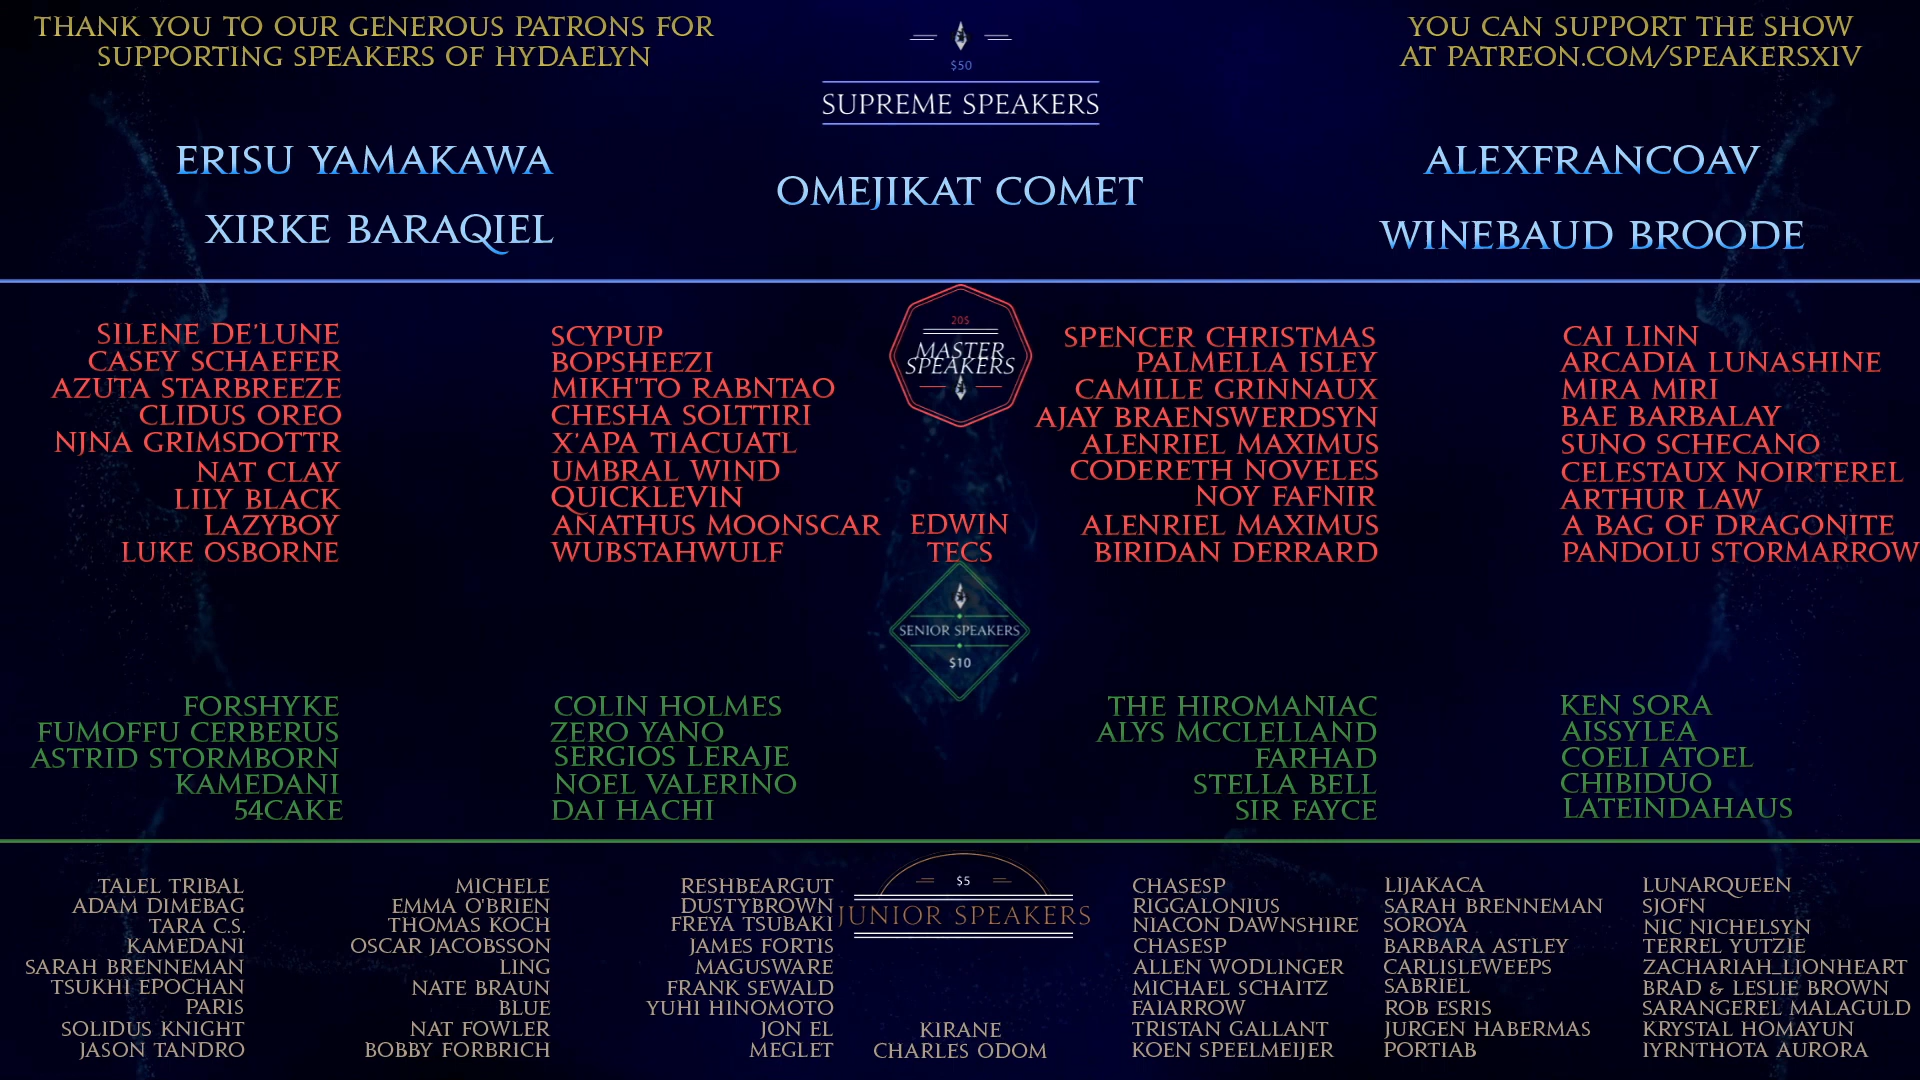 THANK YOU TO OUR GENEROUS PATRONS FOR
SUPPORTING SPEAKERS OF HYDAELYN
$50
SUPREME SPEAKERS
YOU CAN SUPPORT THE SHOW
AT PATREON.COM/SPEAKERSXIV
ERISU YAMAKAWA
XIRKE BARAQIEL
OMEJIKAT COMET
ALEXFRANCOAV
WINEBAUD BROODE
20$
MASTER
SPEAKERS
SILENE DE'LUNE
CASEY SCHAEFER
AZUTA STARBREEZE
CLIDUS OREO
NJNA GRIMSDOTTR
NAT CLAY
LILY BLACK
LAZYBOY
LUKE OSBORNE
SCYPUP
BOPSHEEZI
MIKH'TO RABNTAO
CHESHA SOLTTIRI
X'APA TIACUATL
UMBRAL WIND
QUICKLEVIN
ANATHUS MOONSCAR
WUBSTAHWULF
EDWIN
TECS
SPENCER CHRISTMAS
PALMELLA ISLEY
CAMILLE GRINNAUX
AJAY BRAENSWERDSYN
ALENRIEL MAXIMUS
CODERETH NOVELES
NOY FAFNIR
ALENRIEL MAXIMUS
BIRIDAN DERRARD
CAI LINN
ARCADIA LUNASHINE
MIRA MIRI
BAE BARBALAY
SUNO SCHECANO
CELESTAUX NOIRTEREL
ARTHUR LAW
A BAG OF DRAGONITE
PANDOLU STORMARROW
SENIOR SPEAKERS
$10
FORSHYKE
FUMOFFU CERBERUS
ASTRID STORMBORN
KAMEDANI
54CAKE
COLIN HOLMES
ZERO YANO
SERGIOS LERAJE
NOEL VALERINO
DAI HACHI
THE HIROMANIAC
ALYS MCCLELLAND
FARHAD
STELLA BELL
SIR FAYCE
KEN SORA
AISSYLEA
COELI ATOEL
CHIBIDUO
LATEINDAHAUS
$5
JUNIOR SPEAKERS
TALEL TRIBAL
ADAM DIMEBAG
TARA C.S.
KAMEDANI
SARAH BRENNEMAN
TSUKHI EPOCHAN
PARIS
SOLIDUS KNIGHT
JASON TANDRO
MICHELE
EMMA O'BRIEN
THOMAS KOCH
OSCAR JACOBSSON
LING
NATE BRAUN
BLUE
NAT FOWLER
BOBBY FORBRICH
RESHBEARGUT
DUSTYBROWN
FREYA TSUBAKI
JAMES FORTIS
MAGUSWARE
FRANK SEWALD
YUHI HINOMOTO
JON EL
MEGLET
KIRANE
CHARLES ODOM
CHASESP
RIGGALONIUS
NIACON DAWNSHIRE
CHASESP
ALLEN WODLINGER
MICHAEL SCHAITZ
FAIARROW
TRISTAN GALLANT
KOEN SPEELMEIJER
LIJAKACA
SARAH BRENNEMAN
SOROYA
BARBARA ASTLEY
CARLISLEWEEPS
SABRIEL
ROB ESRIS
JURGEN HABERMAS
PORTIAB
LUNARQUEEN
SJOFN
NIC NICHELSYN
TERREL YUTZIE
ZACHARIAH_LIONHEART
BRAD & LESLIE BROWN
SARANGEREL MALAGULD
KRYSTAL HOMAYUN
IYRNTHOTA AURORA